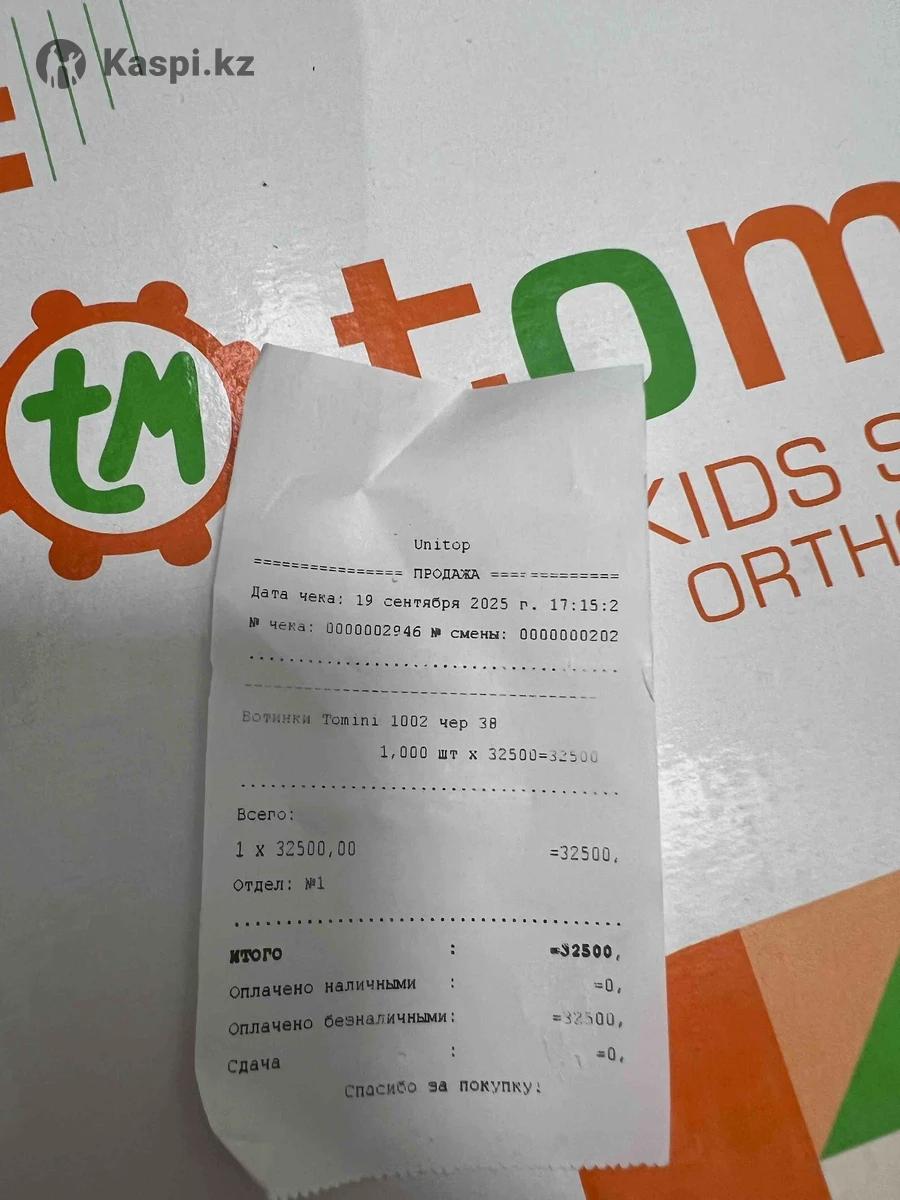 Kaspi.kz
tom
tM
KIDS S
ORTHO
Unitop
================ ПРОДАЖА ==============
Дата чека: 19 сентября 2025 г. 17:15:2
№ чека: 0000002946 № смены: 0000000202
Вотинки Tomini 1002 чер 38
1,000 шт x 32500=32500
Всего:
1 x 32500,00 =32500,
Отдел: №1
ИТОГО : =32500,
Оплачено наличными : =0,
Оплачено безналичными: =32500,
Сдача : =0,
Спасибо за покупку!